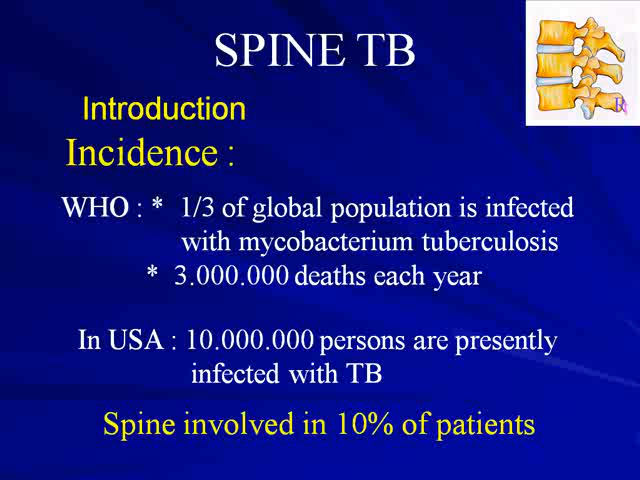 SPINE TB
Introduction
Incidence :
WHO : * 1/3 of global population is infected
with mycobacterium tuberculosis
* 3.000.000 deaths each year
In USA : 10.000.000 persons are presently
infected with TB
Spine involved in 10% of patients